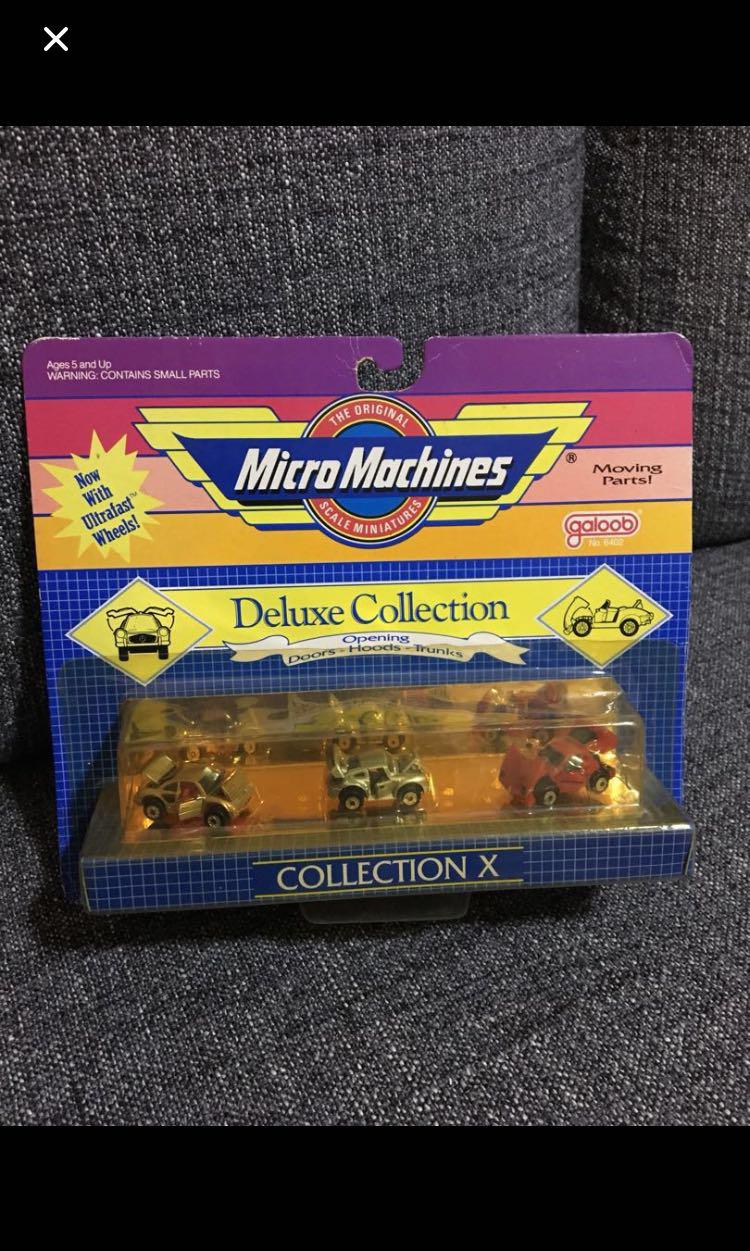 Ages 5 and Up
WARNING: CONTAINS SMALL PARTS
THE ORIGINAL
Micro Machines®
SCALE MINIATURES
Now
With
Ultrafast™
Wheels!
Moving
Parts!
galoob
No. 6402
Deluxe Collection
Opening
Doors - Hoods - Trunks
COLLECTION X